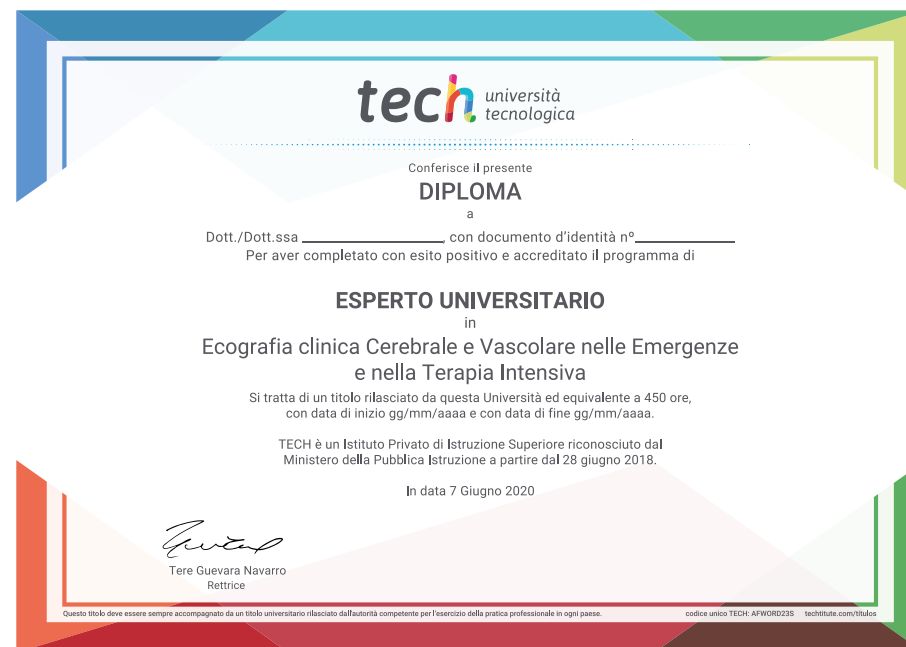 tech università
tecnologica
Conferisce il presente
DIPLOMA
a
Dott./Dott.ssa ____________________, con documento d'identità nº______________
Per aver completato con esito positivo e accreditato il programma di
ESPERTO UNIVERSITARIO
in
Ecografia clinica Cerebrale e Vascolare nelle Emergenze
e nella Terapia Intensiva
Si tratta di un titolo rilasciato da questa Università ed equivalente a 450 ore,
con data di inizio gg/mm/aaaa e con data di fine gg/mm/aaaa.
TECH è un Istituto Privato di Istruzione Superiore riconosciuto dal
Ministero della Pubblica Istruzione a partire dal 28 giugno 2018.
In data 7 Giugno 2020
Tere Guevara Navarro
Rettrice
Questo titolo deve essere sempre accompagnato da un titolo universitario rilasciato dall'autorità competente per l'esercizio della pratica professionale in ogni paese. codice unico TECH: AFWORD23S techtitute.com/títulos